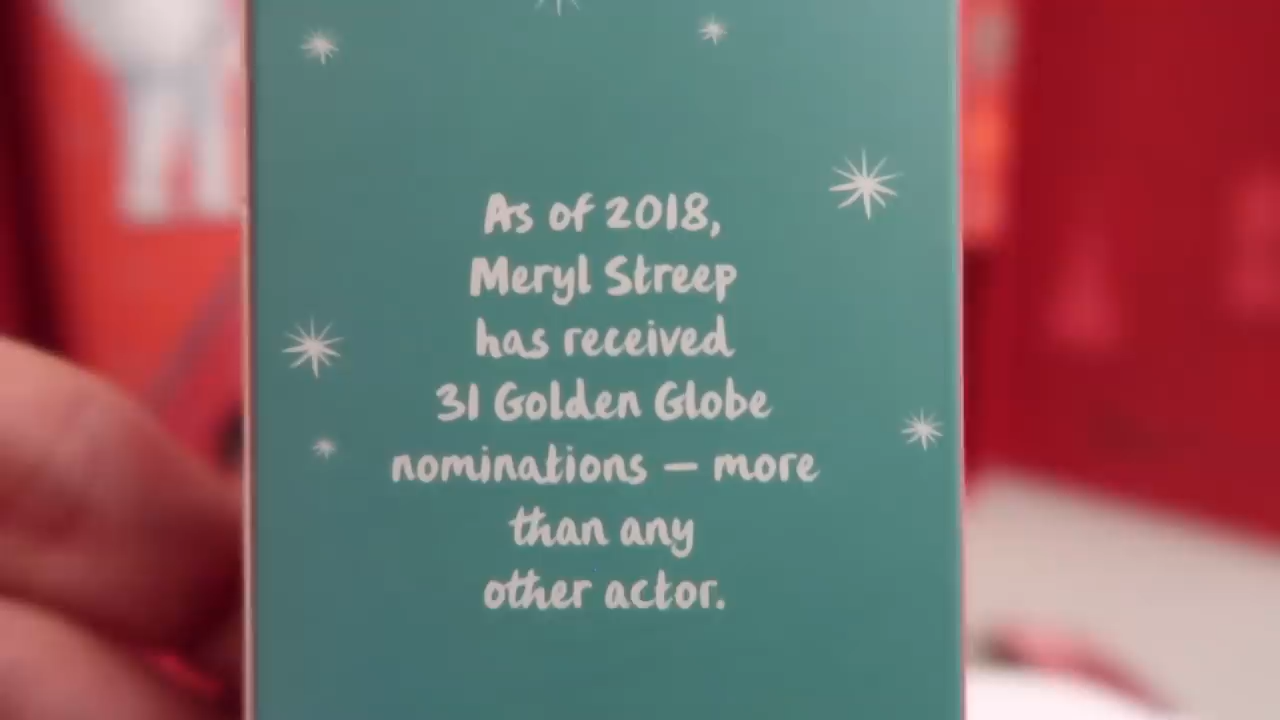 As of 2018,
Meryl Streep
has received
31 Golden Globe
nominations – more
than any
other actor.